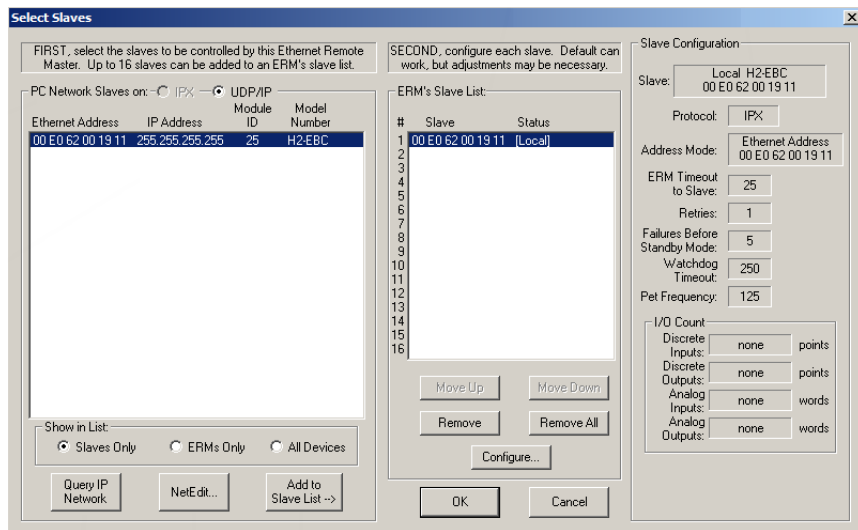 Select Slaves
FIRST, select the slaves to be controlled by this Ethernet Remote
Master. Up to 16 slaves can be added to an ERM's slave list.
PC Network Slaves on: IPX UDP/IP
Ethernet Address IP Address Module ID Model Number
00 E0 62 00 19 11 255.255.255.255 25 H2-EBC
Show in List:
Slaves Only ERMs Only All Devices
Query IP Network
NetEdit...
Add to Slave List -->
SECOND, configure each slave. Default can
work, but adjustments may be necessary.
ERM's Slave List:
# Slave Status
1 00 E0 62 00 19 11 [Local]
2
3
4
5
6
7
8
9
10
11
12
13
14
15
16
Move Up Move Down
Remove Remove All
Configure...
OK Cancel
Slave Configuration
Slave: Local H2-EBC
00 E0 62 00 19 11
Protocol: IPX
Address Mode: Ethernet Address
00 E0 62 00 19 11
ERM Timeout
to Slave: 25
Retries: 1
Failures Before
Standby Mode: 5
Watchdog
Timeout: 250
Pet Frequency: 125
I/O Count
Discrete
Inputs: none points
Discrete
Outputs: none points
Analog
Inputs: none words
Analog
Outputs: none words